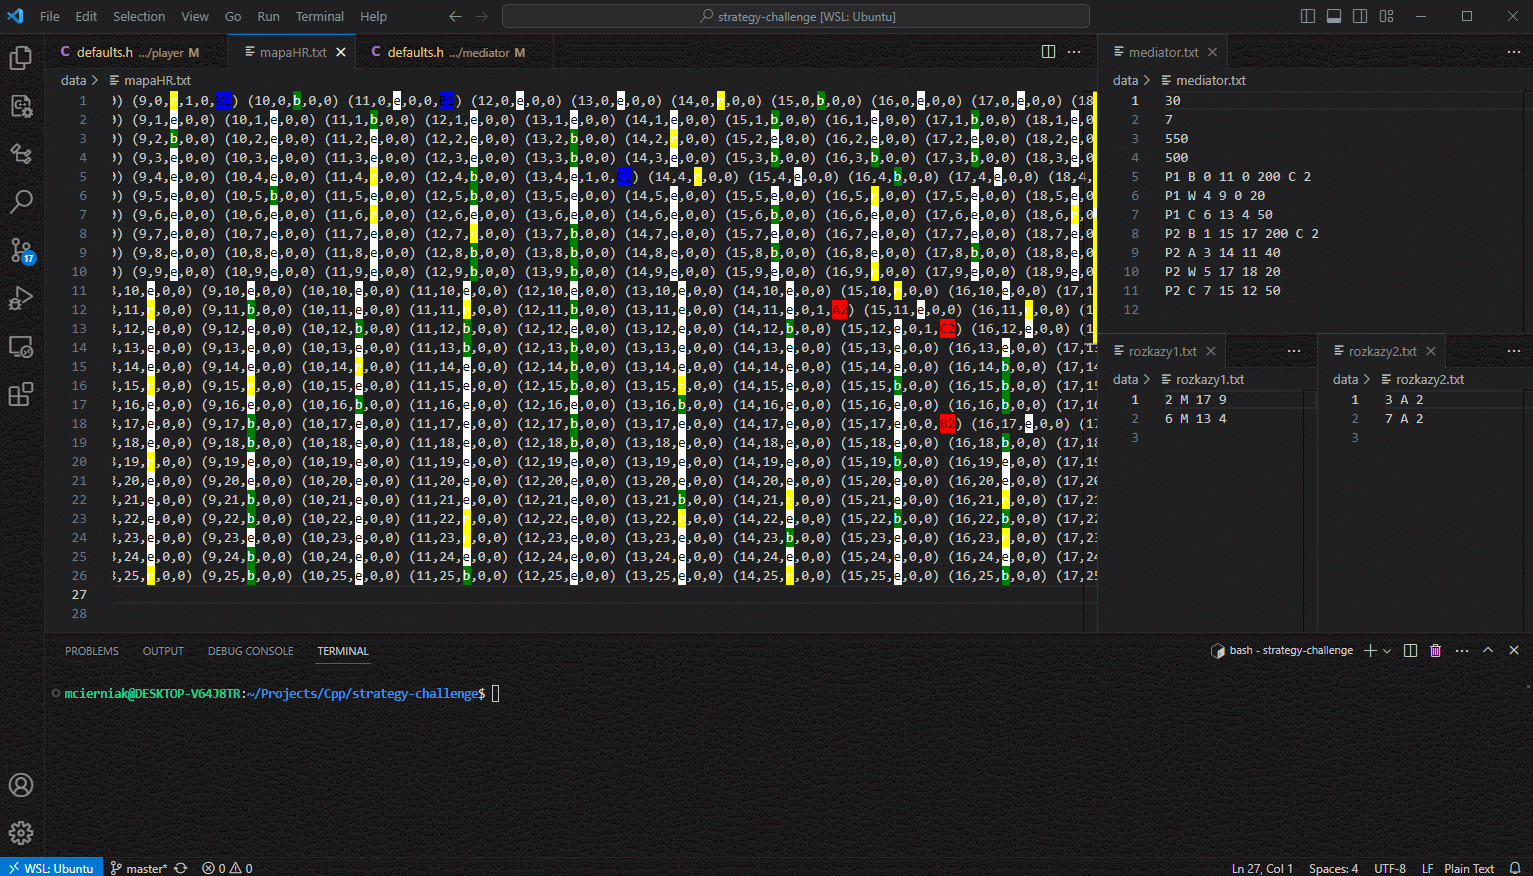 File Edit Selection View Go Run Terminal Help
strategy-challenge [WSL: Ubuntu]
defaults.h .../player M
mapaHR.txt
defaults.h .../mediator M
data > mapaHR.txt
1 (9,0,r,1,0,W1) (10,0,b,0,0) (11,0,e,0,0,B1) (12,0,e,0,0) (13,0,e,0,0) (14,0,r,0,0) (15,0,b,0,0) (16,0,e,0,0) (17,0,e,0,0) (18
2 (9,1,e,0,0) (10,1,e,0,0) (11,1,b,0,0) (12,1,e,0,0) (13,1,e,0,0) (14,1,e,0,0) (15,1,b,0,0) (16,1,e,0,0) (17,1,b,0,0) (18,1,e,0
3 (9,2,b,0,0) (10,2,e,0,0) (11,2,e,0,0) (12,2,e,0,0) (13,2,b,0,0) (14,2,r,0,0) (15,2,e,0,0) (16,2,b,0,0) (17,2,b,0,0) (18,2,e,0
4 (9,3,e,0,0) (10,3,e,0,0) (11,3,e,0,0) (12,3,e,0,0) (13,3,b,0,0) (14,3,e,0,0) (15,3,b,0,0) (16,3,b,0,0) (17,3,b,0,0) (18,3,e,0
5 (9,4,e,0,0) (10,4,e,0,0) (11,4,r,0,0) (12,4,b,0,0) (13,4,e,1,0,C1) (14,4,r,0,0) (15,4,e,0,0) (16,4,b,0,0) (17,4,e,0,0) (18,4,
6 (9,5,e,0,0) (10,5,b,0,0) (11,5,e,0,0) (12,5,b,0,0) (13,5,b,0,0) (14,5,e,0,0) (15,5,e,0,0) (16,5,r,0,0) (17,5,e,0,0) (18,5,e,0
7 (9,6,e,0,0) (10,6,e,0,0) (11,6,r,0,0) (12,6,e,0,0) (13,6,b,0,0) (14,6,e,0,0) (15,6,b,0,0) (16,6,e,0,0) (17,6,e,0,0) (18,6,r,0
8 (9,7,e,0,0) (10,7,e,0,0) (11,7,e,0,0) (12,7,r,0,0) (13,7,b,0,0) (14,7,e,0,0) (15,7,b,0,0) (16,7,e,0,0) (17,7,e,0,0) (18,7,e,0
9 (9,8,e,0,0) (10,8,e,0,0) (11,8,e,0,0) (12,8,b,0,0) (13,8,b,0,0) (14,8,e,0,0) (15,8,b,0,0) (16,8,e,0,0) (17,8,b,0,0) (18,8,e,0
10 (9,9,e,0,0) (10,9,e,0,0) (11,9,e,0,0) (12,9,b,0,0) (13,9,b,0,0) (14,9,e,0,0) (15,9,e,0,0) (16,9,r,0,0) (17,9,e,0,0) (18,9,e,0
11 ,10,e,0,0) (9,10,e,0,0) (10,10,e,0,0) (11,10,e,0,0) (12,10,e,0,0) (13,10,e,0,0) (14,10,e,0,0) (15,10,r,0,0) (16,10,e,0,0) (17,1
12 ,11,r,0,0) (9,11,b,0,0) (10,11,e,0,0) (11,11,r,0,0) (12,11,b,0,0) (13,11,e,0,0) (14,11,e,0,1,A2) (15,11,e,0,0) (16,11,r,0,0) (1
13 ,12,e,0,0) (9,12,e,0,0) (10,12,b,0,0) (11,12,b,0,0) (12,12,b,0,0) (13,12,e,0,0) (14,12,b,0,0) (15,12,e,0,1,C2) (16,12,e,0,0) (1
14 ,13,e,0,0) (9,13,e,0,0) (10,13,e,0,0) (11,13,b,0,0) (12,13,b,0,0) (13,13,e,0,0) (14,13,e,0,0) (15,13,e,0,0) (16,13,e,0,0) (17,13
15 ,14,e,0,0) (9,14,e,0,0) (10,14,r,0,0) (11,14,e,0,0) (12,14,b,0,0) (13,14,e,0,0) (14,14,e,0,0) (15,14,e,0,0) (16,14,b,0,0) (17,14
16 ,15,r,0,0) (9,15,r,0,0) (10,15,e,0,0) (11,15,e,0,0) (12,15,b,0,0) (13,15,r,0,0) (14,15,e,0,0) (15,15,b,0,0) (16,15,b,0,0) (17,15
17 ,16,e,0,0) (9,16,e,0,0) (10,16,b,0,0) (11,16,e,0,0) (12,16,e,0,0) (13,16,b,0,0) (14,16,e,0,0) (15,16,e,0,0) (16,16,b,0,0) (17,16
18 ,17,e,0,0) (9,17,b,0,0) (10,17,e,0,0) (11,17,e,0,0) (12,17,b,0,0) (13,17,e,0,0) (14,17,e,0,0) (15,17,e,0,0,B2) (16,17,e,0,0) (17
19 ,18,e,0,0) (9,18,b,0,0) (10,18,e,0,0) (11,18,e,0,0) (12,18,b,0,0) (13,18,e,0,0) (14,18,e,0,0) (15,18,e,0,0) (16,18,b,0,0) (17,18
20 ,19,r,0,0) (9,19,e,0,0) (10,19,e,0,0) (11,19,e,0,0) (12,19,e,0,0) (13,19,e,0,0) (14,19,e,0,0) (15,19,b,0,0) (16,19,e,0,0) (17,19
21 ,20,e,0,0) (9,20,e,0,0) (10,20,e,0,0) (11,20,e,0,0) (12,20,e,0,0) (13,20,e,0,0) (14,20,e,0,0) (15,20,e,0,0) (16,20,e,0,0) (17,20
22 ,21,e,0,0) (9,21,b,0,0) (10,21,e,0,0) (11,21,e,0,0) (12,21,e,0,0) (13,21,b,0,0) (14,21,r,0,0) (15,21,e,0,0) (16,21,r,0,0) (17,21
23 ,22,e,0,0) (9,22,b,0,0) (10,22,e,0,0) (11,22,r,0,0) (12,22,e,0,0) (13,22,r,0,0) (14,22,e,0,0) (15,22,b,0,0) (16,22,b,0,0) (17,22
24 ,23,e,0,0) (9,23,e,0,0) (10,23,e,0,0) (11,23,r,0,0) (12,23,e,0,0) (13,23,e,0,0) (14,23,b,0,0) (15,23,e,0,0) (16,23,r,0,0) (17,23
25 ,24,e,0,0) (9,24,b,0,0) (10,24,e,0,0) (11,24,e,0,0) (12,24,e,0,0) (13,24,e,0,0) (14,24,e,0,0) (15,24,e,0,0) (16,24,e,0,0) (17,24
26 ,25,r,0,0) (9,25,b,0,0) (10,25,e,0,0) (11,25,b,0,0) (12,25,e,0,0) (13,25,e,0,0) (14,25,r,0,0) (15,25,e,0,0) (16,25,b,0,0) (17,25
27
28
mediator.txt
data > mediator.txt
1 30
2 7
3 550
4 500
5 P1 B 0 11 0 200 C 2
6 P1 W 4 9 0 20
7 P1 C 6 13 4 50
8 P2 B 1 15 17 200 C 2
9 P2 A 3 14 11 40
10 P2 W 5 17 18 20
11 P2 C 7 15 12 50
12
rozkazy1.txt
data > rozkazy1.txt
1 2 M 17 9
2 6 M 13 4
3
rozkazy2.txt
data > rozkazy2.txt
1 3 A 2
2 7 A 2
3
17
PROBLEMS OUTPUT DEBUG CONSOLE TERMINAL
bash - strategy-challenge
mcierniak@DESKTOP-V64J8TR:~/Projects/Cpp/strategy-challenge$
WSL: Ubuntu master* 0 0 Ln 27, Col 1 Spaces: 4 UTF-8 LF Plain Text